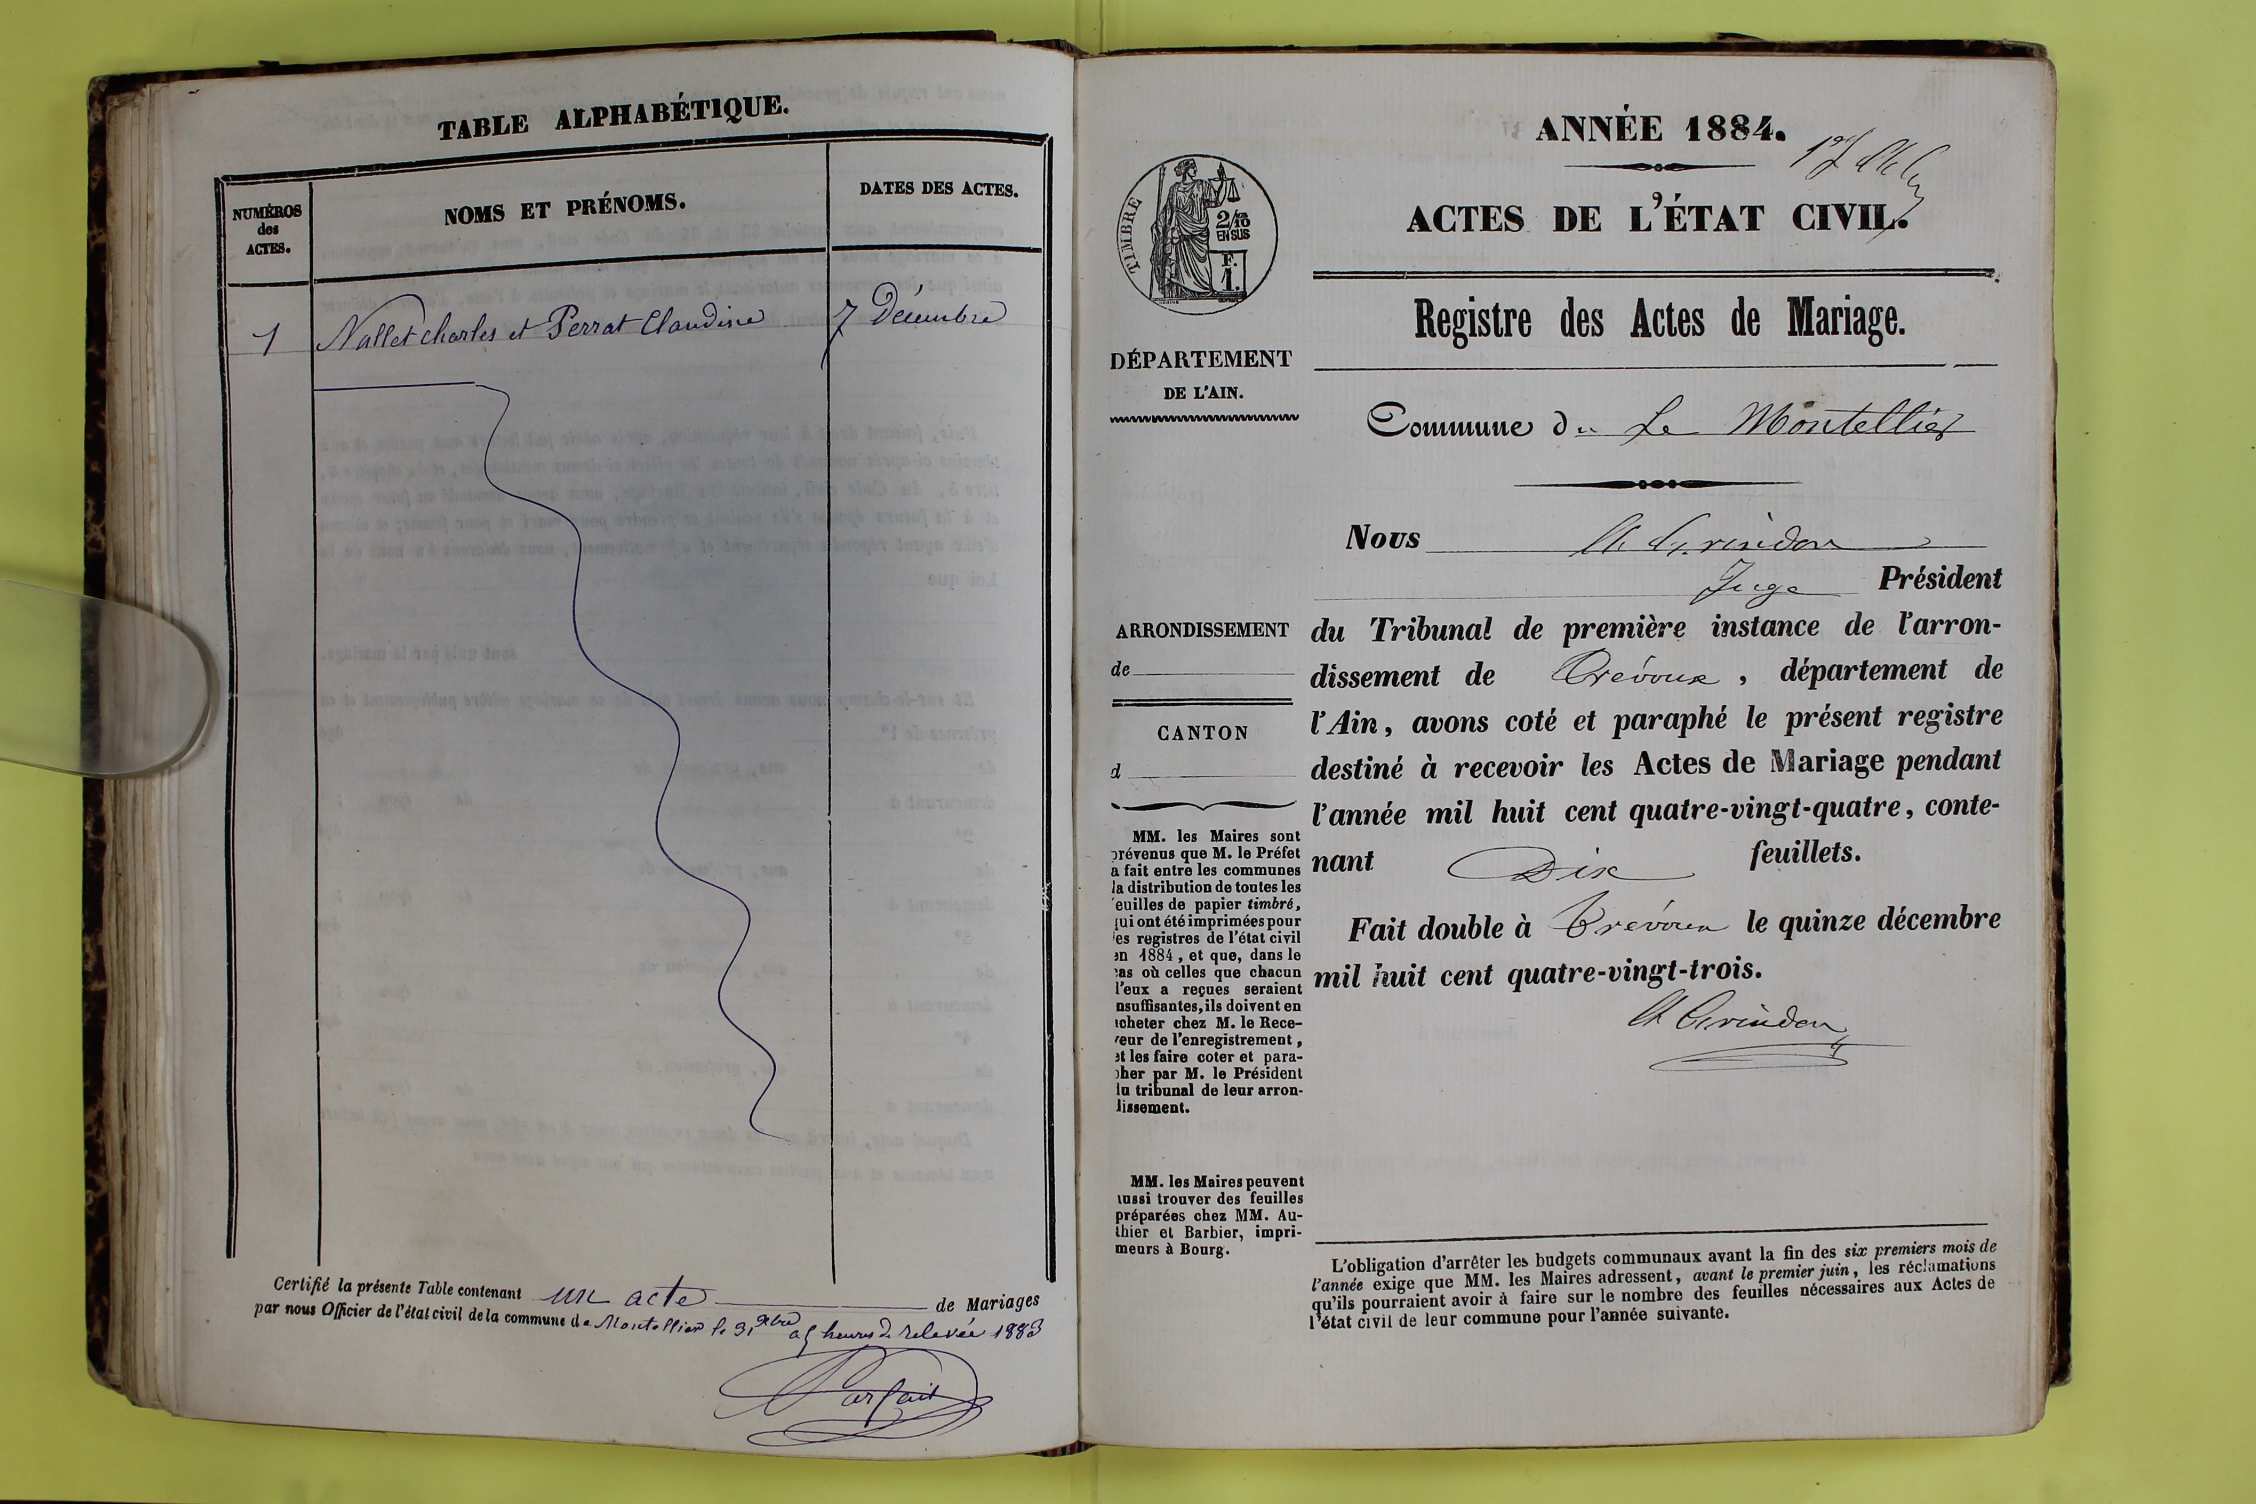 TABLE ALPHABÉTIQUE.
NUMÉROS
des
ACTES.
NOMS ET PRÉNOMS.
DATES DES ACTES.
1 Nallet Charles et Perrat Claudine 7 Décembre
Certifié la présente Table contenant un acte de Mariages
par nous Officier de l'état civil de la commune de Montellier le 31 Xbre a 5 heures de relevée 1883
Parfait
ANNÉE 1884.
ACTES DE L'ÉTAT CIVIL.
TIMBRE
2/10
EN SUS
F.
1.
Registre des Actes de Mariage.
DÉPARTEMENT
DE L'AIN.
Commune du Le Montellier
Nous Grindon
Juge Président
ARRONDISSEMENT
de
CANTON
d
du Tribunal de première instance de l'arron-
dissement de Trévoux, département de
l'Ain, avons coté et paraphé le présent registre
destiné à recevoir les Actes de Mariage pendant
l'année mil huit cent quatre-vingt-quatre, conte-
nant Dix feuillets.
Fait double à Trévoux le quinze décembre
mil huit cent quatre-vingt-trois.
Grindon
MM. les Maires sont
prévenus que M. le Préfet
a fait entre les communes
la distribution de toutes les
feuilles de papier timbré,
qui ont été imprimées pour
les registres de l'état civil
en 1884, et que, dans le
cas où celles que chacun
d'eux a reçues seraient
insuffisantes, ils doivent en
acheter chez M. le Rece-
veur de l'enregistrement,
et les faire coter et para-
pher par M. le Président
du tribunal de leur arron-
dissement.
MM. les Maires peuvent
aussi trouver des feuilles
préparées chez MM. Au-
thier et Barbier, impri-
meurs à Bourg.
L'obligation d'arrêter les budgets communaux avant la fin des six premiers mois de
l'année exige que MM. les Maires adressent, avant le premier juin, les réclamations
qu'ils pourraient avoir à faire sur le nombre des feuilles nécessaires aux Actes de
l'état civil de leur commune pour l'année suivante.